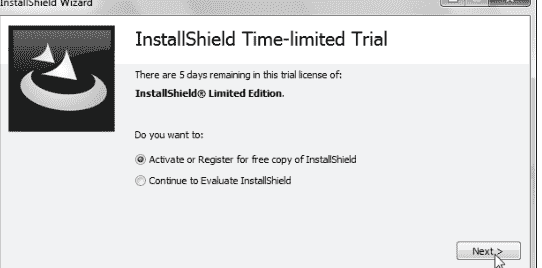 InstallShield Wizard
InstallShield Time-limited Trial
There are 5 days remaining in this trial license of:
InstallShield® Limited Edition.
Do you want to:
Activate or Register for free copy of InstallShield
Continue to Evaluate InstallShield
Next >